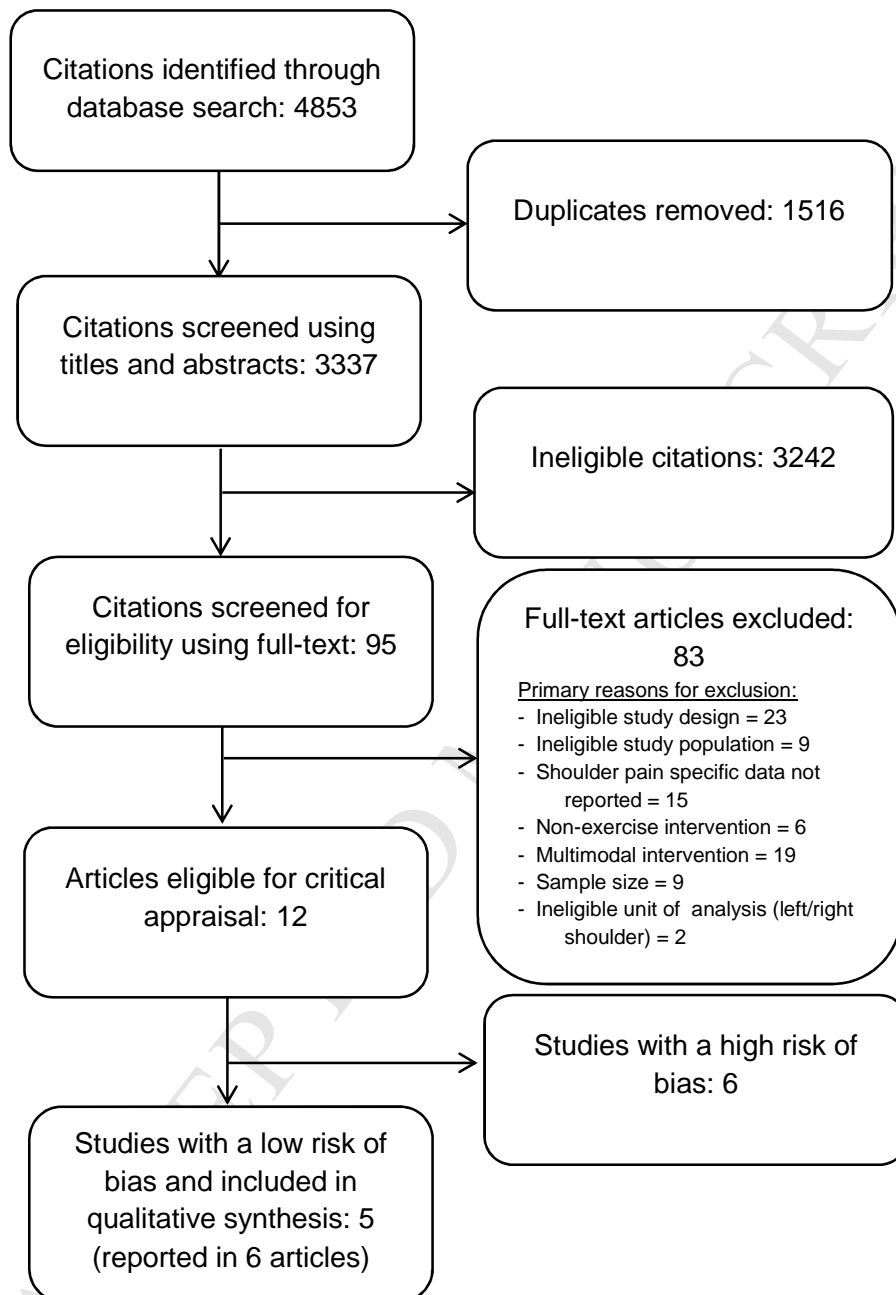 Citations identified through
database search: 4853
Duplicates removed: 1516
Citations screened using
titles and abstracts: 3337
Ineligible citations: 3242
Citations screened for
eligibility using full-text: 95
Full-text articles excluded:
83
Primary reasons for exclusion:
- Ineligible study design = 23
- Ineligible study population = 9
- Shoulder pain specific data not
reported = 15
- Non-exercise intervention = 6
- Multimodal intervention = 19
- Sample size = 9
- Ineligible unit of analysis (left/right
shoulder) = 2
Articles eligible for critical
appraisal: 12
Studies with a high risk of
bias: 6
Studies with a low risk of
bias and included in
qualitative synthesis: 5
(reported in 6 articles)